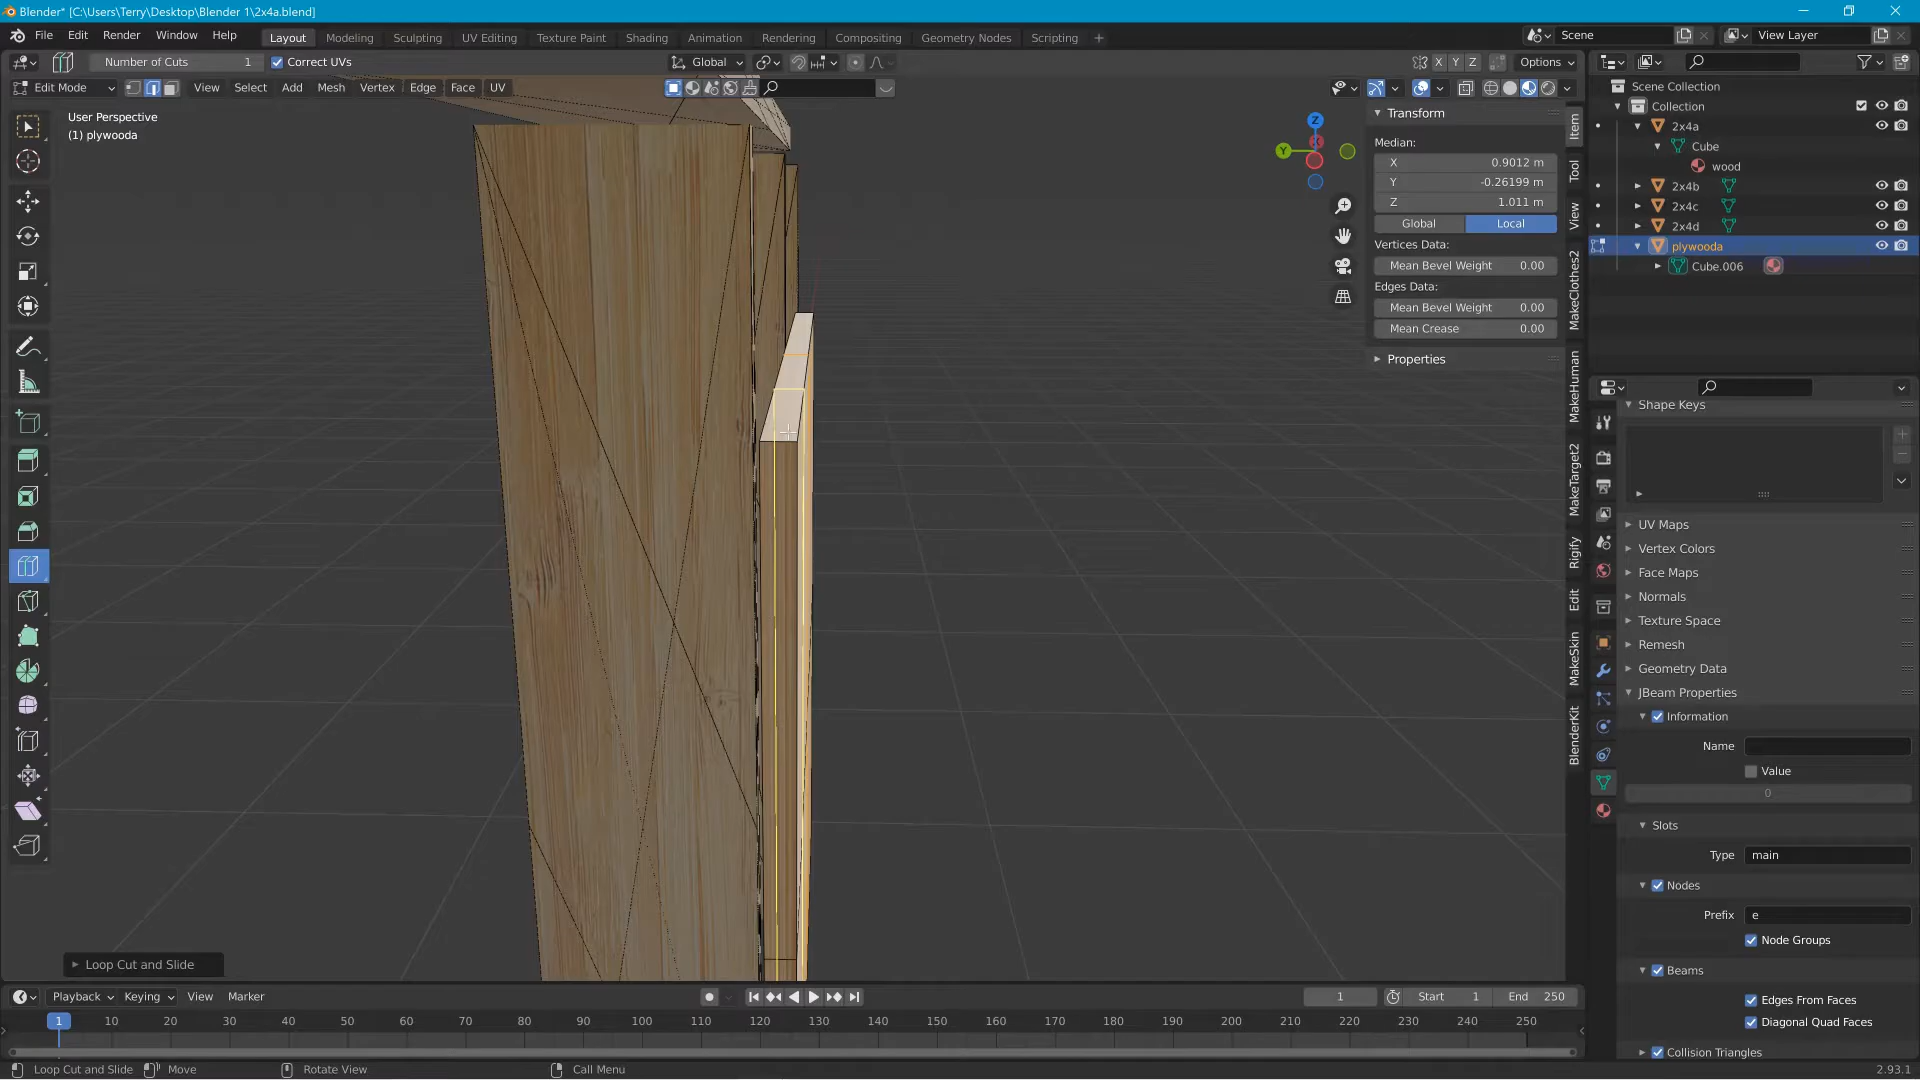 Blender* [C:\Users\Terry\Desktop\Blender 1\2x4a.blend]
File Edit Render Window Help Layout Modeling Sculpting UV Editing Texture Paint Shading Animation Rendering Compositing Geometry Nodes Scripting + Scene View Layer
Number of Cuts 1 Correct UVs Global X Y Z Options
Edit Mode View Select Add Mesh Vertex Edge Face UV
User Perspective
(1) plywooda
Z
Y
Transform
Median:
X 0.9012 m
Y -0.26199 m
Z 1.011 m
Global Local
Vertices Data:
Mean Bevel Weight 0.00
Edges Data:
Mean Bevel Weight 0.00
Mean Crease 0.00
Properties
Item
Tool
View
MakeClothes2
MakeHuman
MakeTarget2
Rigify
Edit
MakeSkin
BlenderKit
Scene Collection
Collection
2x4a
Cube
wood
2x4b
2x4c
2x4d
plywooda
Cube.006
Shape Keys
UV Maps
Vertex Colors
Face Maps
Normals
Texture Space
Remesh
Geometry Data
JBeam Properties
Information
Name
Value
0
Slots
Type main
Nodes
Prefix e
Node Groups
Beams
Edges From Faces
Diagonal Quad Faces
Collision Triangles
Loop Cut and Slide
Playback Keying View Marker 1 Start 1 End 250
1 10 20 30 40 50 60 70 80 90 100 110 120 130 140 150 160 170 180 190 200 210 220 230 240 250
Loop Cut and Slide Move Rotate View Call Menu 2.93.1